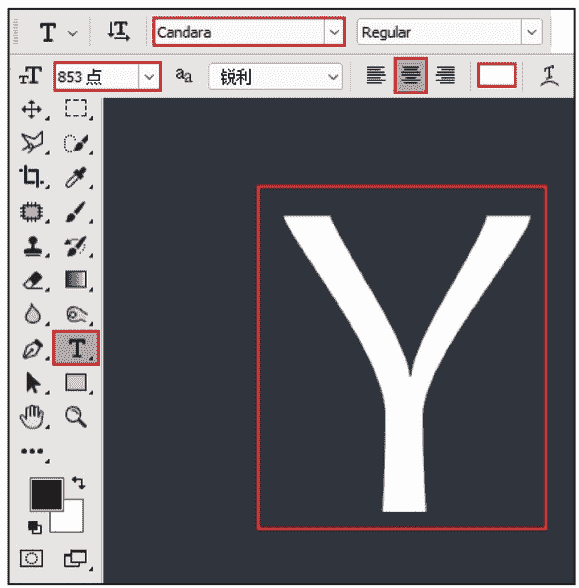 Candara
Regular
853 点
aa
锐利
Y